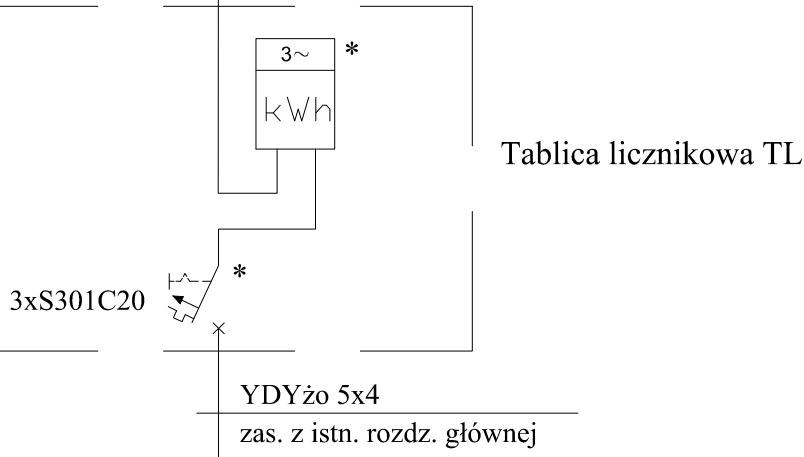 3~ *
kWh
Tablica licznikowa TL
*
3xS301C20
YDYżo 5x4
zas. z istn. rozdz. głównej